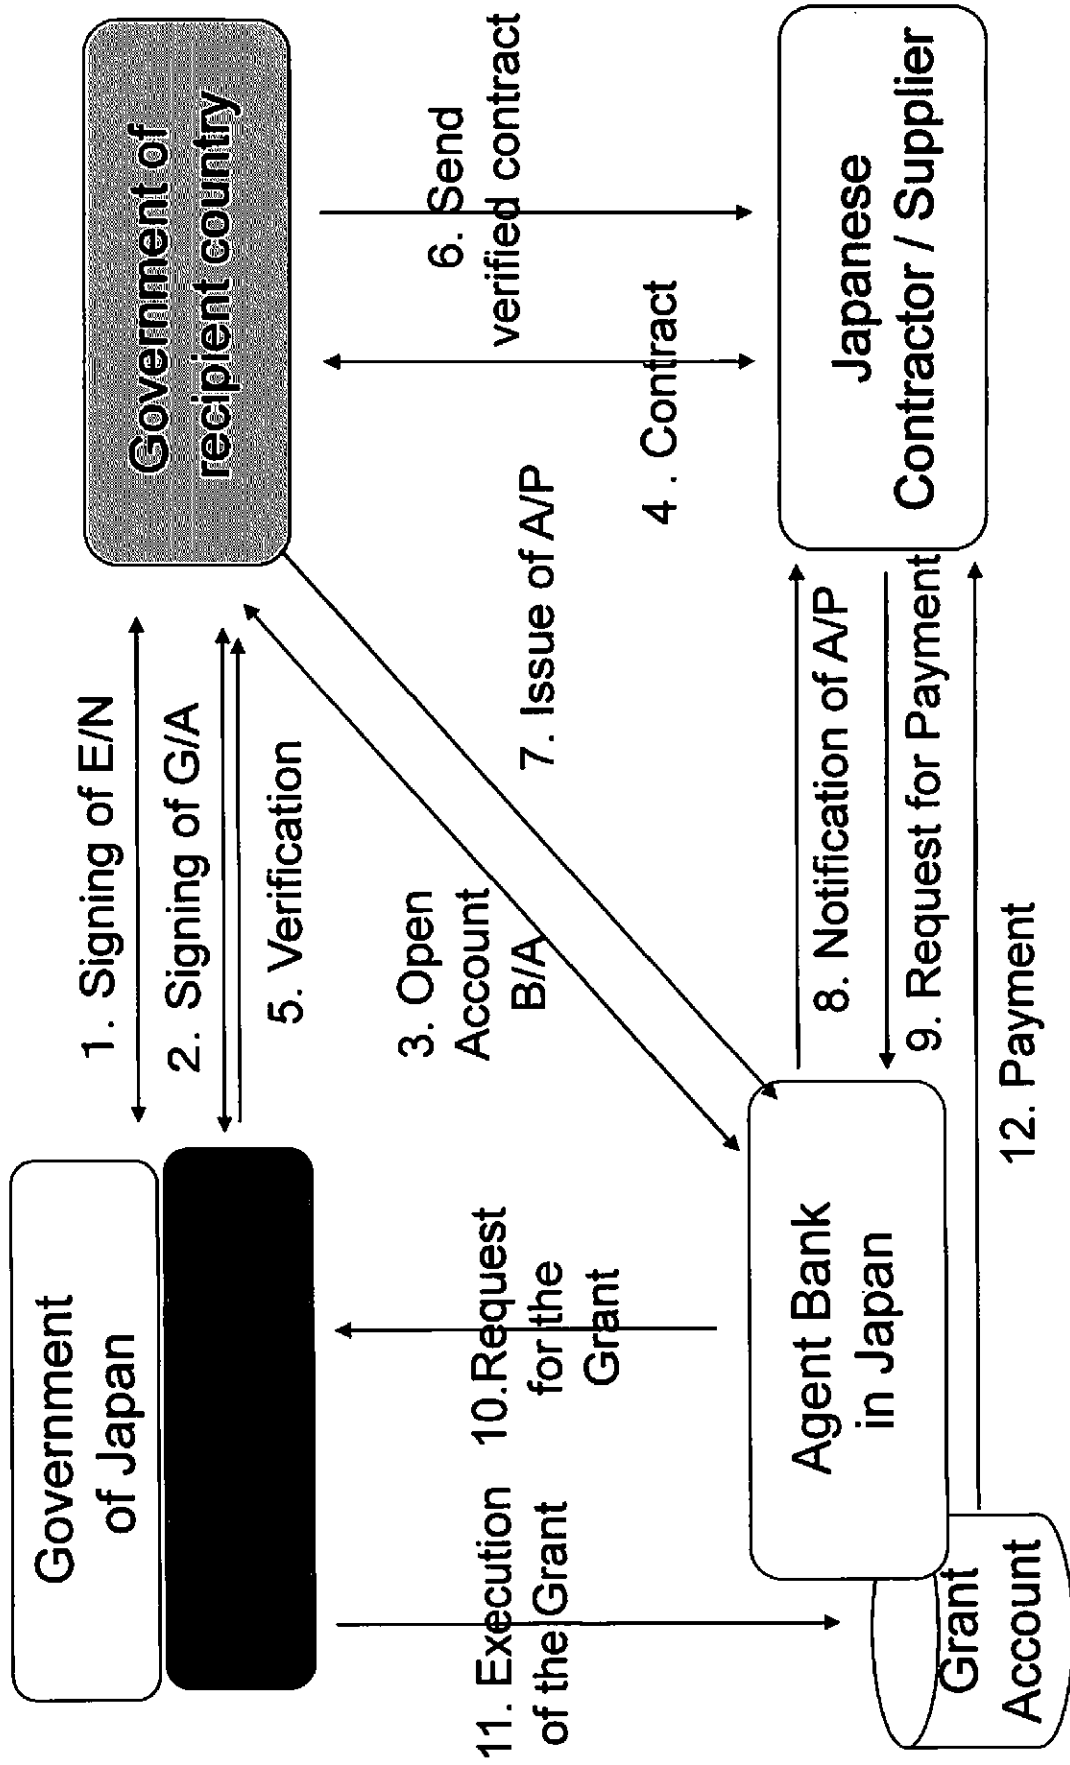 Government
of Japan
1. Signing of E/N
2. Signing of G/A
5. Verification
Government of
recipient country
3. Open
Account
B/A
7. Issue of A/P
6. Send
verified contract
4 . Contract
10.Request
for the
Grant
11. Execution
of the Grant
Agent Bank
in Japan
Grant
Account
8. Notification of A/P
9. Request for Payment
12. Payment
Japanese
Contractor / Supplier